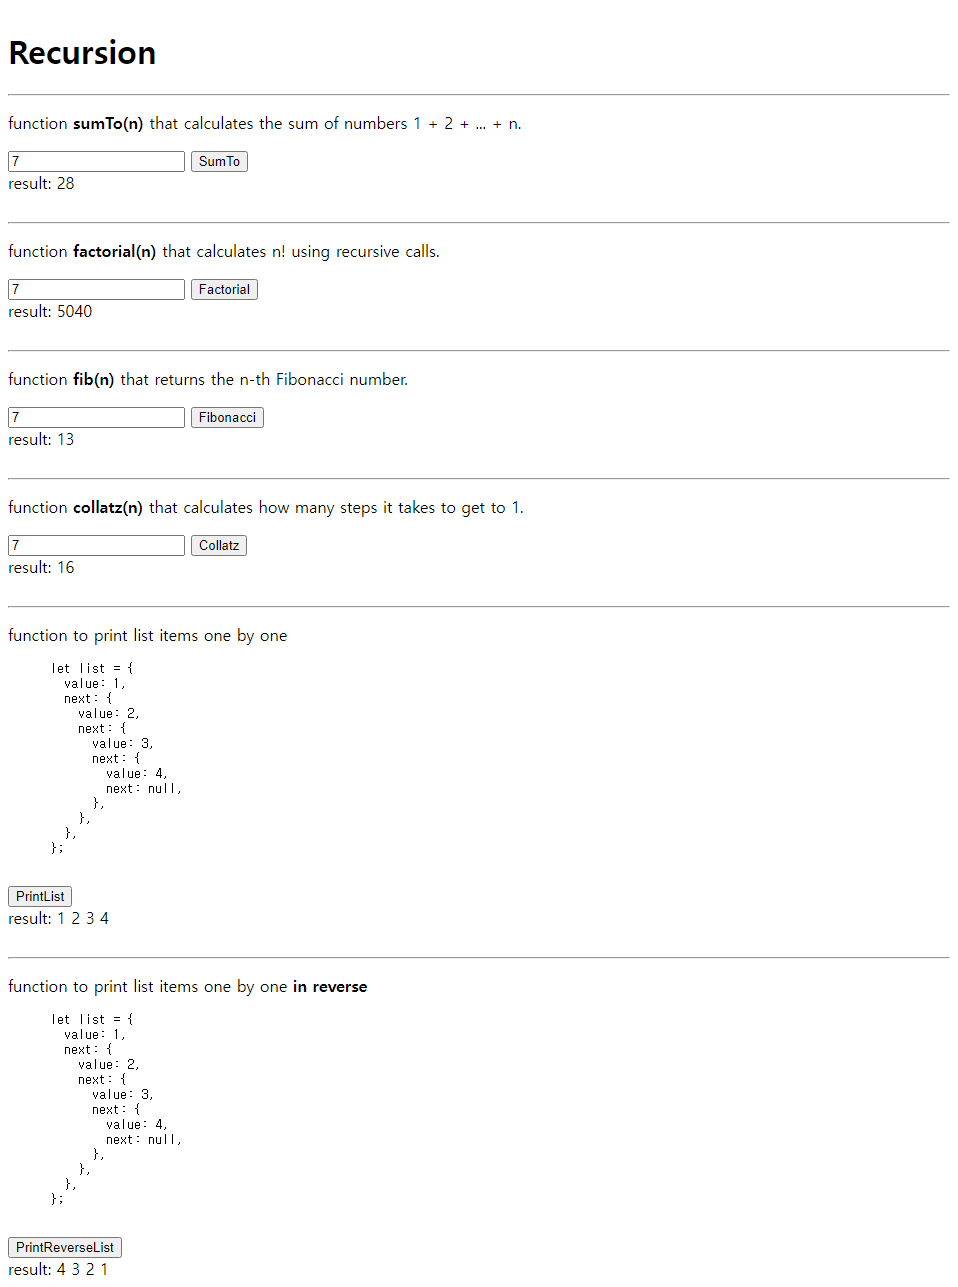 Recursion
function sumTo(n) that calculates the sum of numbers 1 + 2 + ... + n.
7 SumTo
result: 28
function factorial(n) that calculates n! using recursive calls.
7 Factorial
result: 5040
function fib(n) that returns the n-th Fibonacci number.
7 Fibonacci
result: 13
function collatz(n) that calculates how many steps it takes to get to 1.
7 Collatz
result: 16
function to print list items one by one
let list = {
value: 1,
next: {
value: 2,
next: {
value: 3,
next: {
value: 4,
next: null,
},
},
},
};
PrintList
result: 1 2 3 4
function to print list items one by one in reverse
let list = {
value: 1,
next: {
value: 2,
next: {
value: 3,
next: {
value: 4,
next: null,
},
},
},
};
PrintReverseList
result: 4 3 2 1